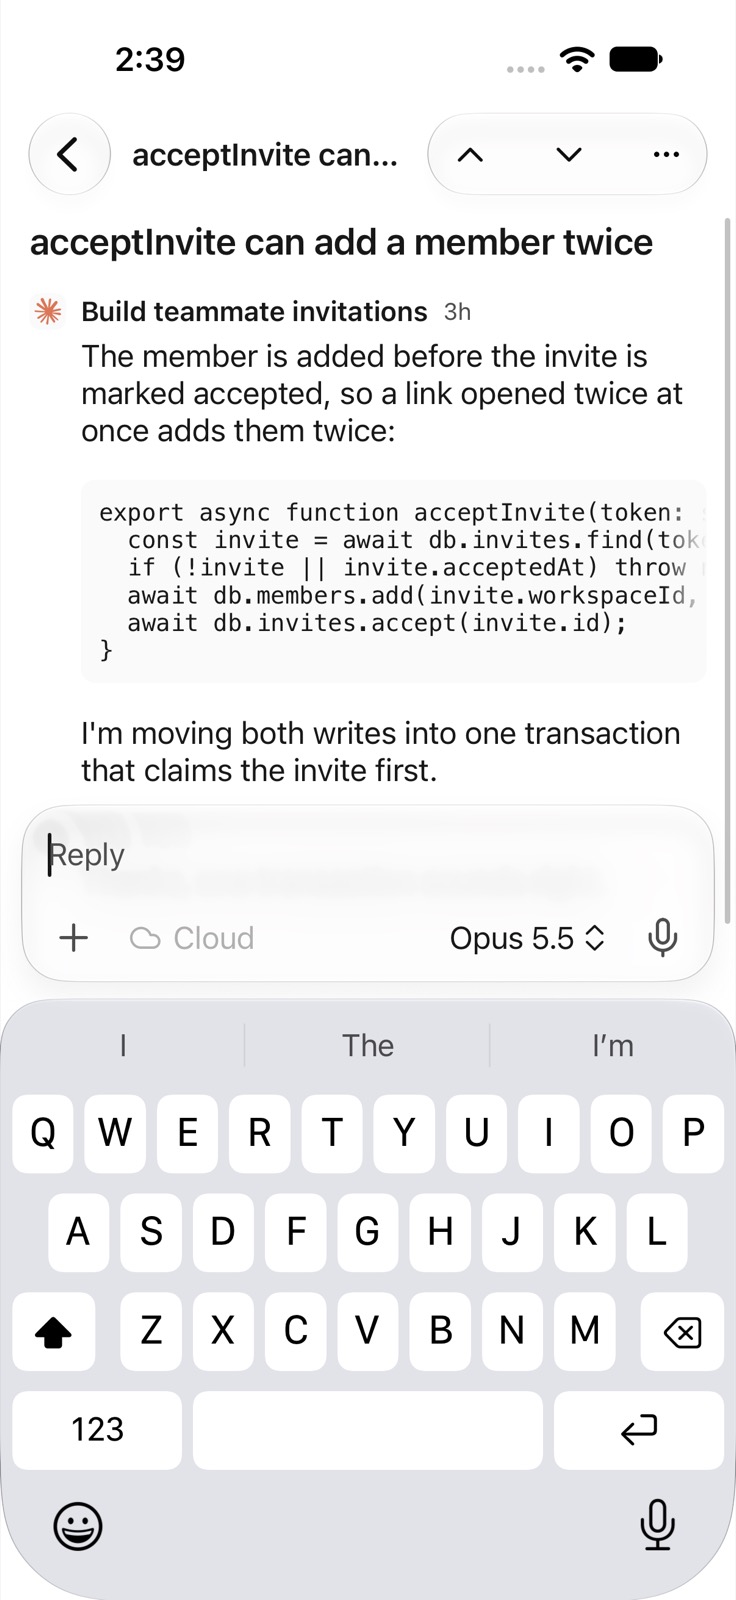 2:39
acceptInvite can...
acceptInvite can add a member twice
Build teammate invitations 3h
The member is added before the invite is
marked accepted, so a link opened twice at
once adds them twice:
export async function acceptInvite(token:
const invite = await db.invites.find(tok
if (!invite || invite.acceptedAt) throw
await db.members.add(invite.workspaceId,
await db.invites.accept(invite.id);
}
I'm moving both writes into one transaction
that claims the invite first.
Reply
Cloud
Opus 5.5
I The I'm
Q W E R T Y U I O P
A S D F G H J K L
Z X C V B N M
123